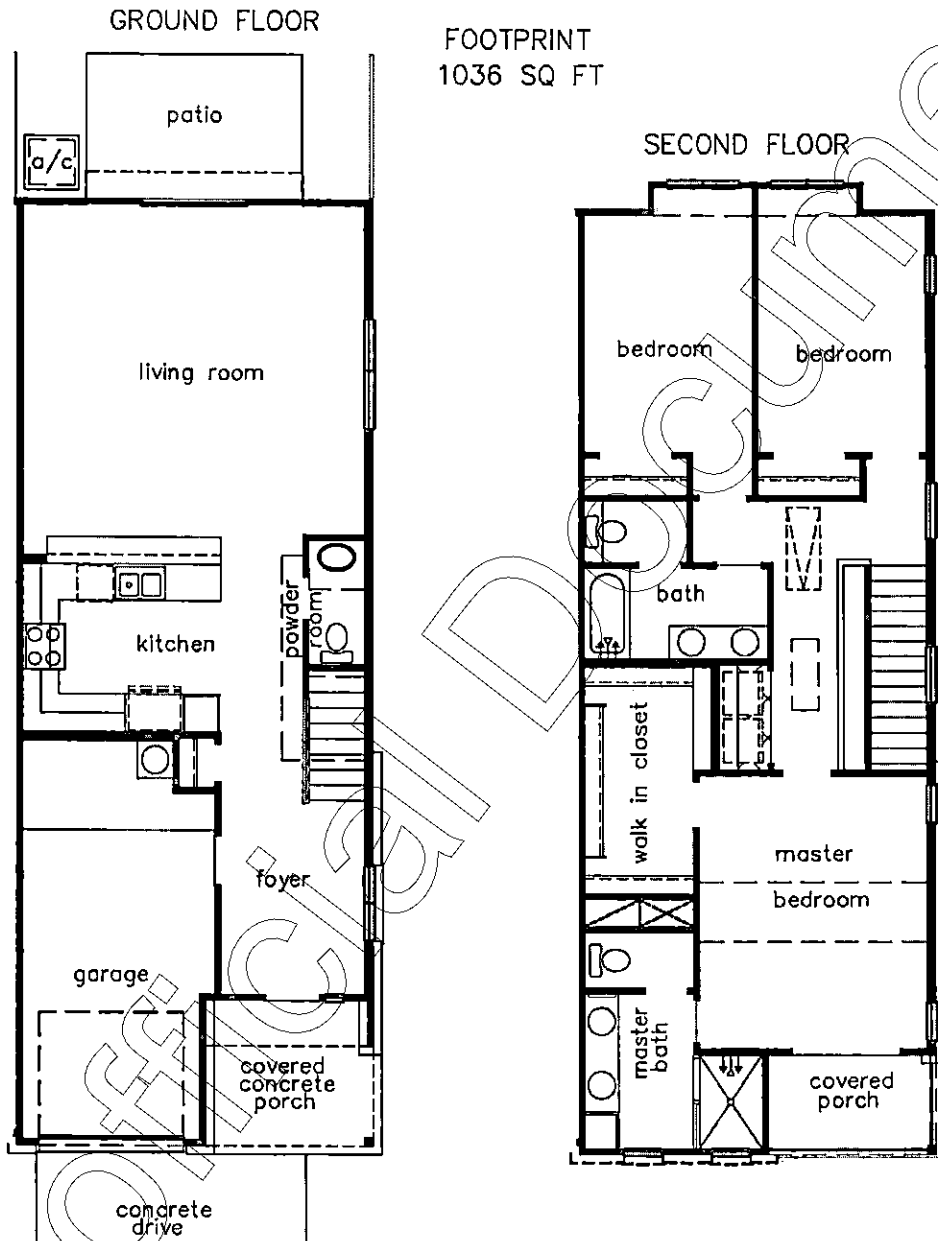 GROUND FLOOR
FOOTPRINT
1036 SQ FT
patio
a/c
SECOND FLOOR
living room
bedroom
bedroom
powder
room
kitchen
bath
walk in closet
foyer
master
bedroom
garage
master
bath
covered
concrete
porch
covered
porch
concrete
drive
official Docume